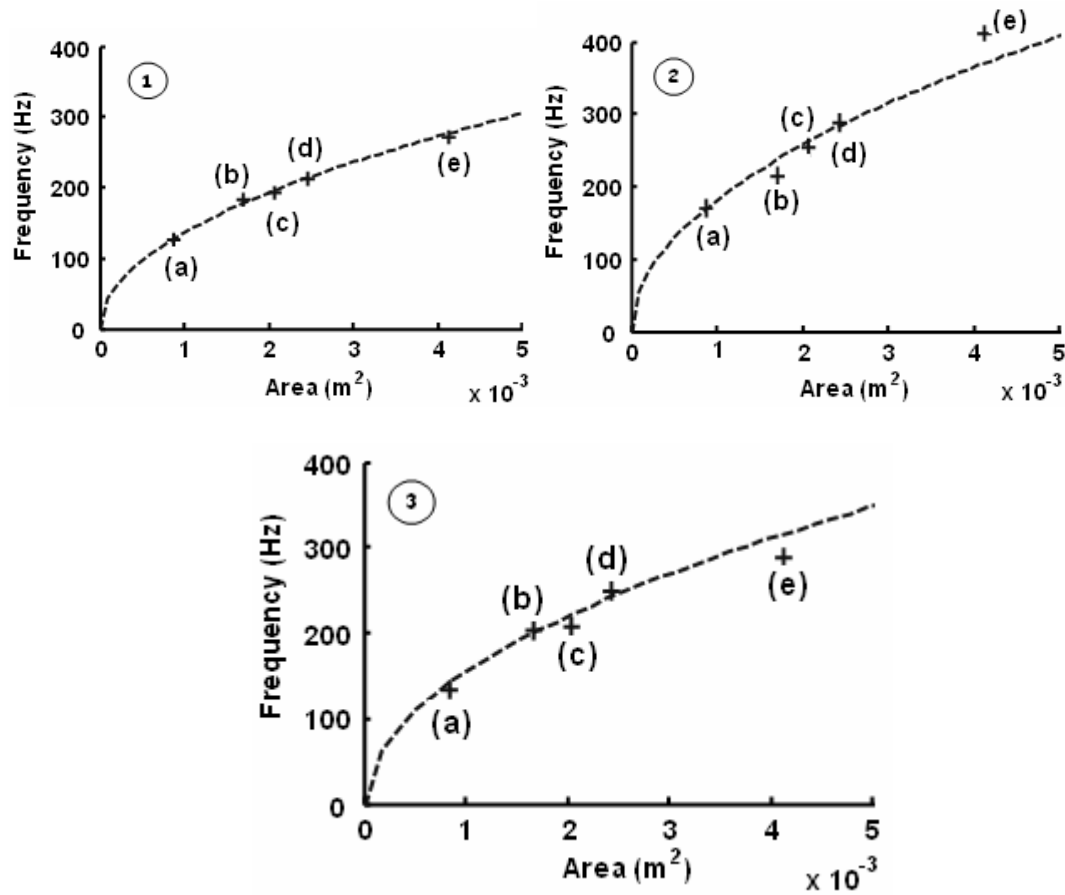 400
300
200
100
0
Frequency (Hz)
1
(a)
(b)
(c)
(d)
(e)
0 1 2 3 4 5
Area (m²)
x 10⁻³
400
300
200
100
0
Frequency (Hz)
2
(a)
(b)
(c)
(d)
(e)
0 1 2 3 4 5
Area (m²)
x 10⁻³
400
300
200
100
0
Frequency (Hz)
3
(a)
(b)
(c)
(d)
(e)
0 1 2 3 4 5
Area (m²)
x 10⁻³